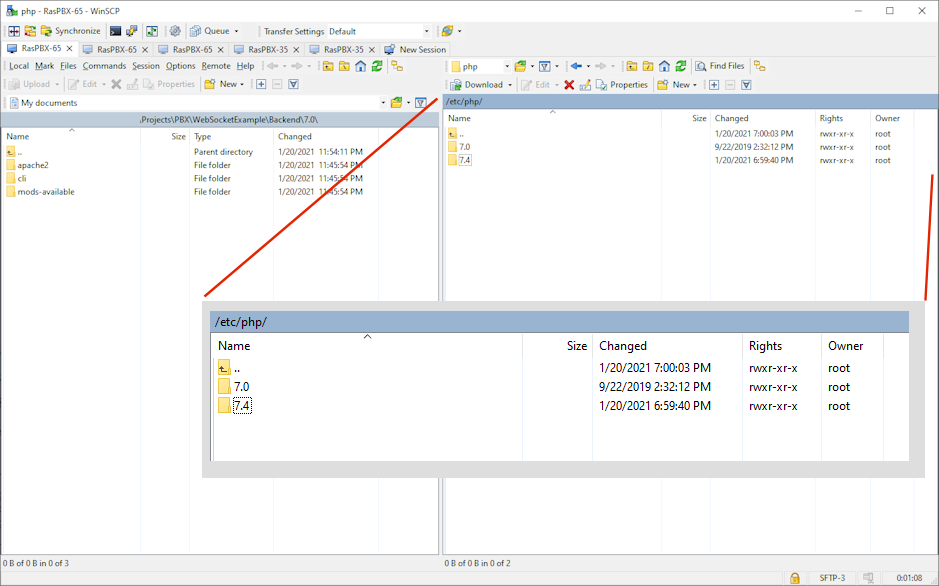 php - RasPBX-65 - WinSCP
Synchronize Queue Transfer Settings Default
RasPBX-65 RasPBX-65 RasPBX-65 RasPBX-35 RasPBX-35 New Session
Local Mark Files Commands Session Options Remote Help
php Find Files
Upload Edit Properties New
Download Edit Properties New
My documents
/etc/php/
.\Projects\PBX\WebSocketExample\Backend\7.0\
Name Size Type Changed
.. Parent directory 1/20/2021 11:54:11 PM
apache2 File folder 1/20/2021 11:45:54 PM
cli File folder 1/20/2021 11:45:54 PM
mods-available File folder 1/20/2021 11:45:54 PM
Name Size Changed Rights Owner
.. 1/20/2021 7:00:03 PM rwxr-xr-x root
7.0 9/22/2019 2:32:12 PM rwxr-xr-x root
7.4 1/20/2021 6:59:40 PM rwxr-xr-x root
/etc/php/
Name Size Changed Rights Owner
.. 1/20/2021 7:00:03 PM rwxr-xr-x root
7.0 9/22/2019 2:32:12 PM rwxr-xr-x root
7.4 1/20/2021 6:59:40 PM rwxr-xr-x root
0 B of 0 B in 0 of 3
0 B of 0 B in 0 of 2
SFTP-3 0:01:08